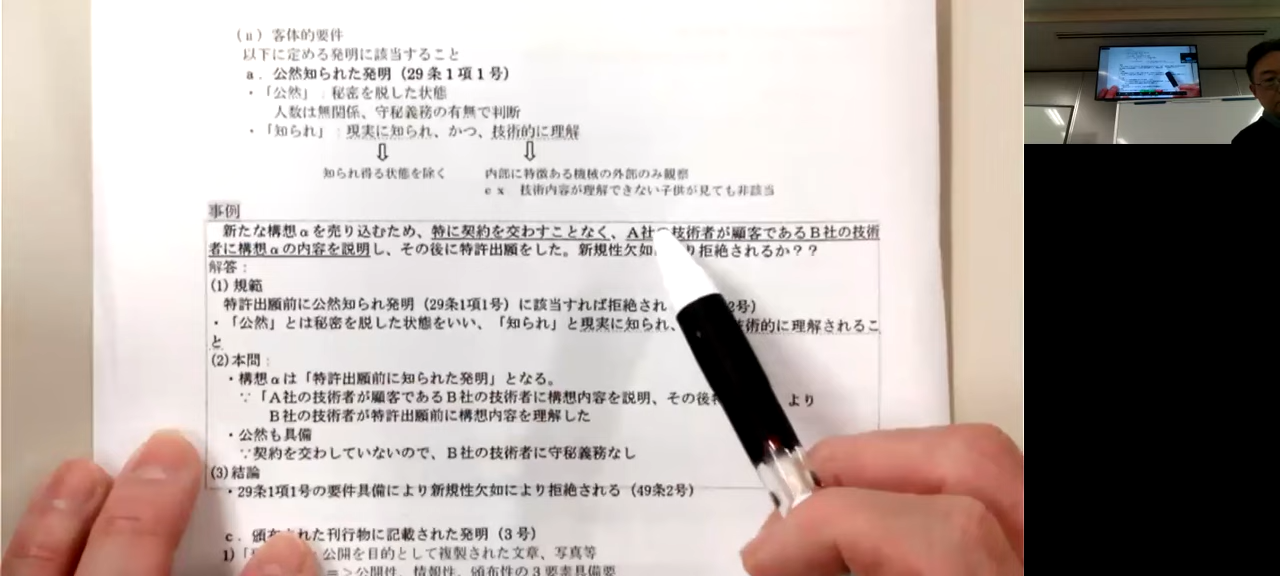 (ⅱ) 客体的要件
以下に定める発明に該当すること
a. 公然知られた発明（29条1項1号）
・「公然」：秘密を脱した状態
人数は無関係、守秘義務の有無で判断
・「知られ」：現実に知られ、かつ、技術的に理解
⇩ ⇩
知られ得る状態を除く 内部に特徴ある機械の外部のみ観察
ex 技術内容が理解できない子供が見ても非該当
事例
新たな構想αを売り込むため、特に契約を交わすことなく、A社の技術者が顧客であるB社の技術
者に構想αの内容を説明し、その後に特許出願をした。新規性欠如 り拒絶されるか？？
解答：
(1) 規範
特許出願前に公然知られ発明（29条1項1号）に該当すれば拒絶され 2号）
・「公然」とは秘密を脱した状態をいい、「知られ」と現実に知られ、 技術的に理解されるこ
と
(2) 本問：
・構想αは「特許出願前に知られた発明」となる。
∵「A社の技術者が顧客であるB社の技術者に構想内容を説明、その後 より
B社の技術者が特許出願前に構想内容を理解した
・公然も具備
∵契約を交わしていないので、B社の技術者に守秘義務なし
(3) 結論
・29条1項1号の要件具備により新規性欠如により拒絶される（49条2号）
c. 頒布された刊行物に記載された発明（3号）
1)「 公開を目的として複製された文章、写真等
＝＞公開性、情報性、頒布性の3要素具備要